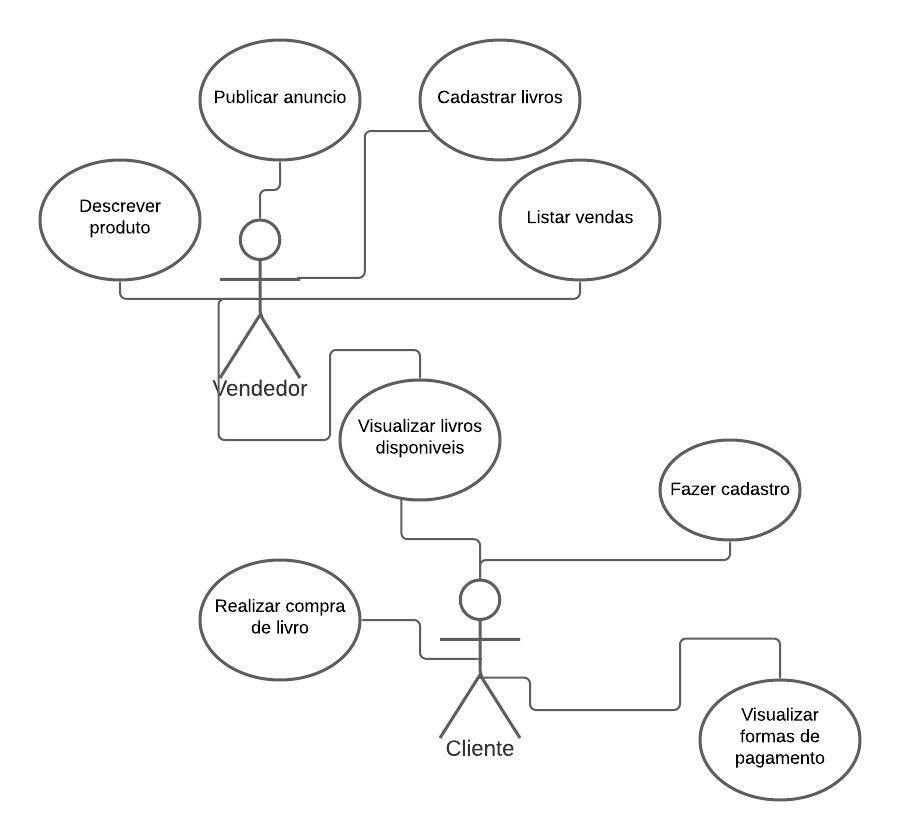 Publicar anuncio
Cadastrar livros
Descrever
produto
Listar vendas
Vendedor
Visualizar livros
disponiveis
Fazer cadastro
Realizar compra
de livro
Visualizar
formas de
pagamento
Cliente